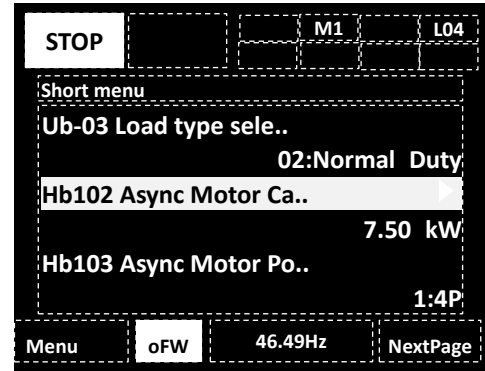 STOP M1 L04
Short menu
Ub-03 Load type sele..
02:Normal Duty
Hb102 Async Motor Ca..
7.50 kW
Hb103 Async Motor Po..
1:4P
Menu oFW 46.49Hz NextPage